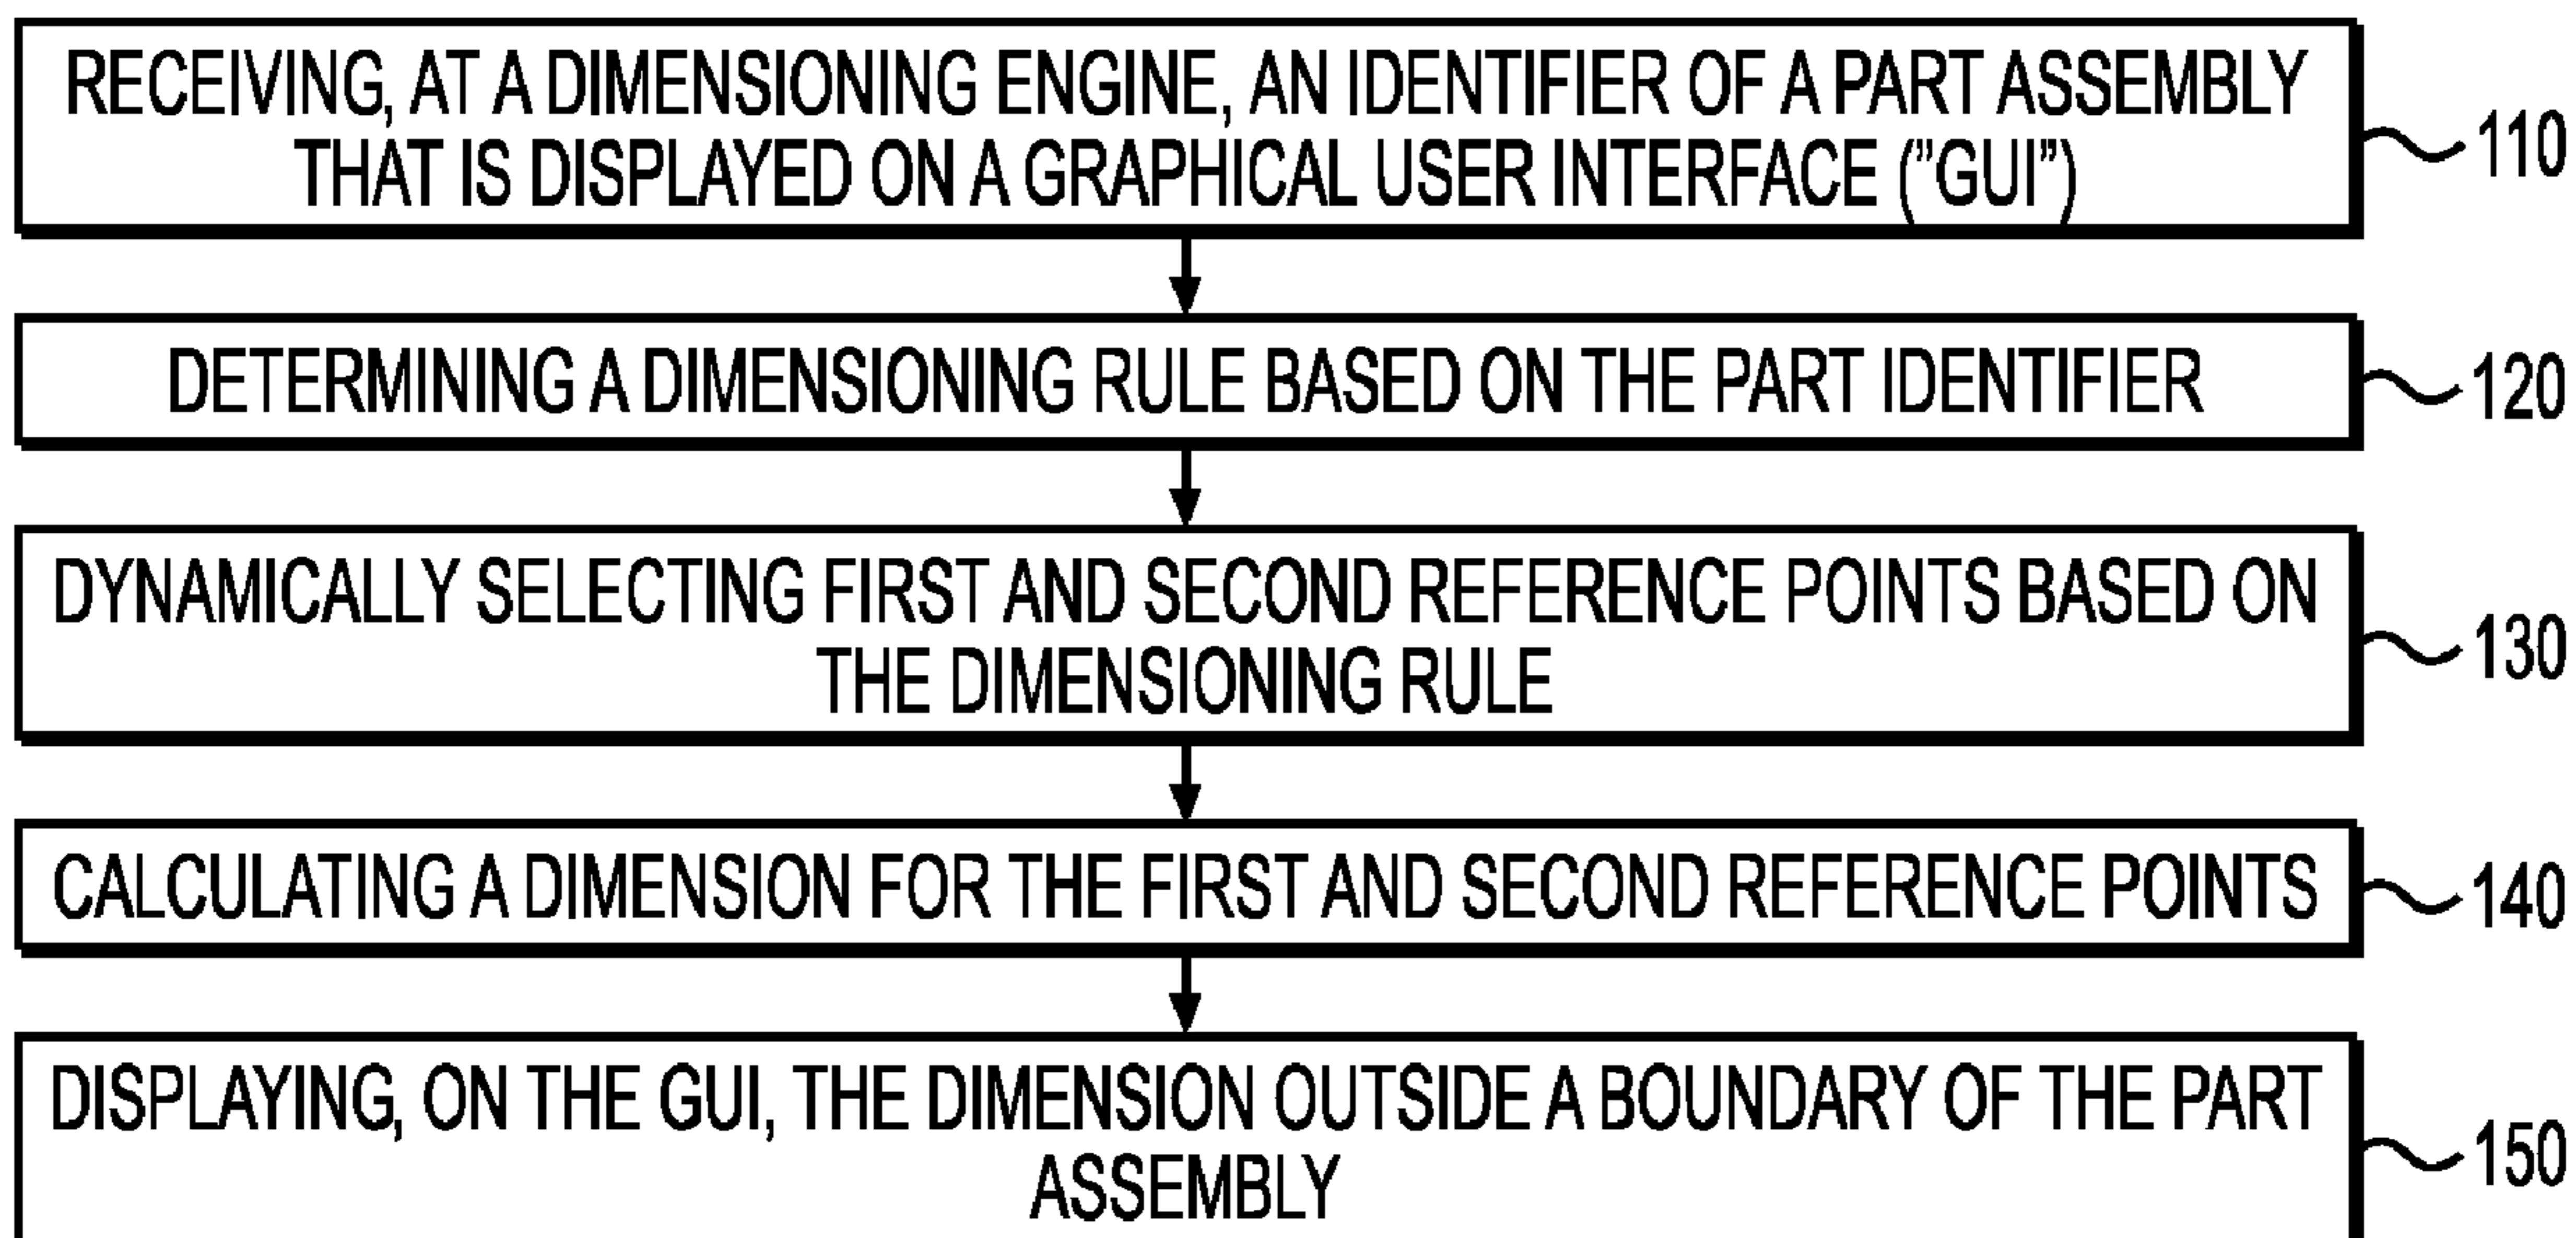 RECEIVING, AT A DIMENSIONING ENGINE, AN IDENTIFIER OF A PART ASSEMBLY
THAT IS DISPLAYED ON A GRAPHICAL USER INTERFACE (”GUI”)
110
DETERMINING A DIMENSIONING RULE BASED ON THE PART IDENTIFIER
120
DYNAMICALLY SELECTING FIRST AND SECOND REFERENCE POINTS BASED ON
THE DIMENSIONING RULE
130
CALCULATING A DIMENSION FOR THE FIRST AND SECOND REFERENCE POINTS
140
DISPLAYING, ON THE GUI, THE DIMENSION OUTSIDE A BOUNDARY OF THE PART
ASSEMBLY
150